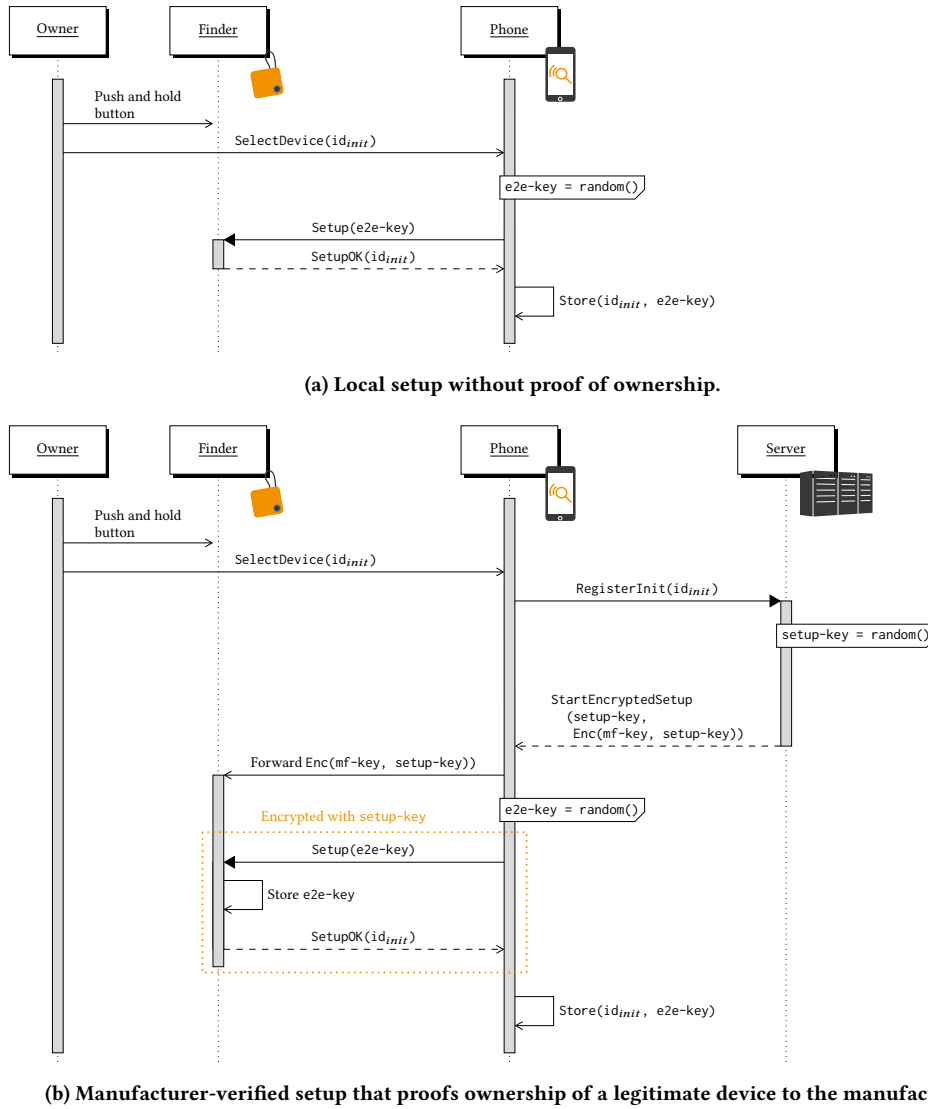 Owner
Finder
Phone
Push and hold
button
SelectDevice(id_init)
e2e-key = random()
Setup(e2e-key)
SetupOK(id_init)
Store(id_init, e2e-key)
(a) Local setup without proof of ownership.
Owner
Finder
Phone
Server
Push and hold
button
SelectDevice(id_init)
RegisterInit(id_init)
setup-key = random()
StartEncryptedSetup
(setup-key,
Enc(mf-key, setup-key))
Forward Enc(mf-key, setup-key))
e2e-key = random()
Encrypted with setup-key
Setup(e2e-key)
Store e2e-key
SetupOK(id_init)
Store(id_init, e2e-key)
(b) Manufacturer-verified setup that proofs ownership of a legitimate device to the manufac